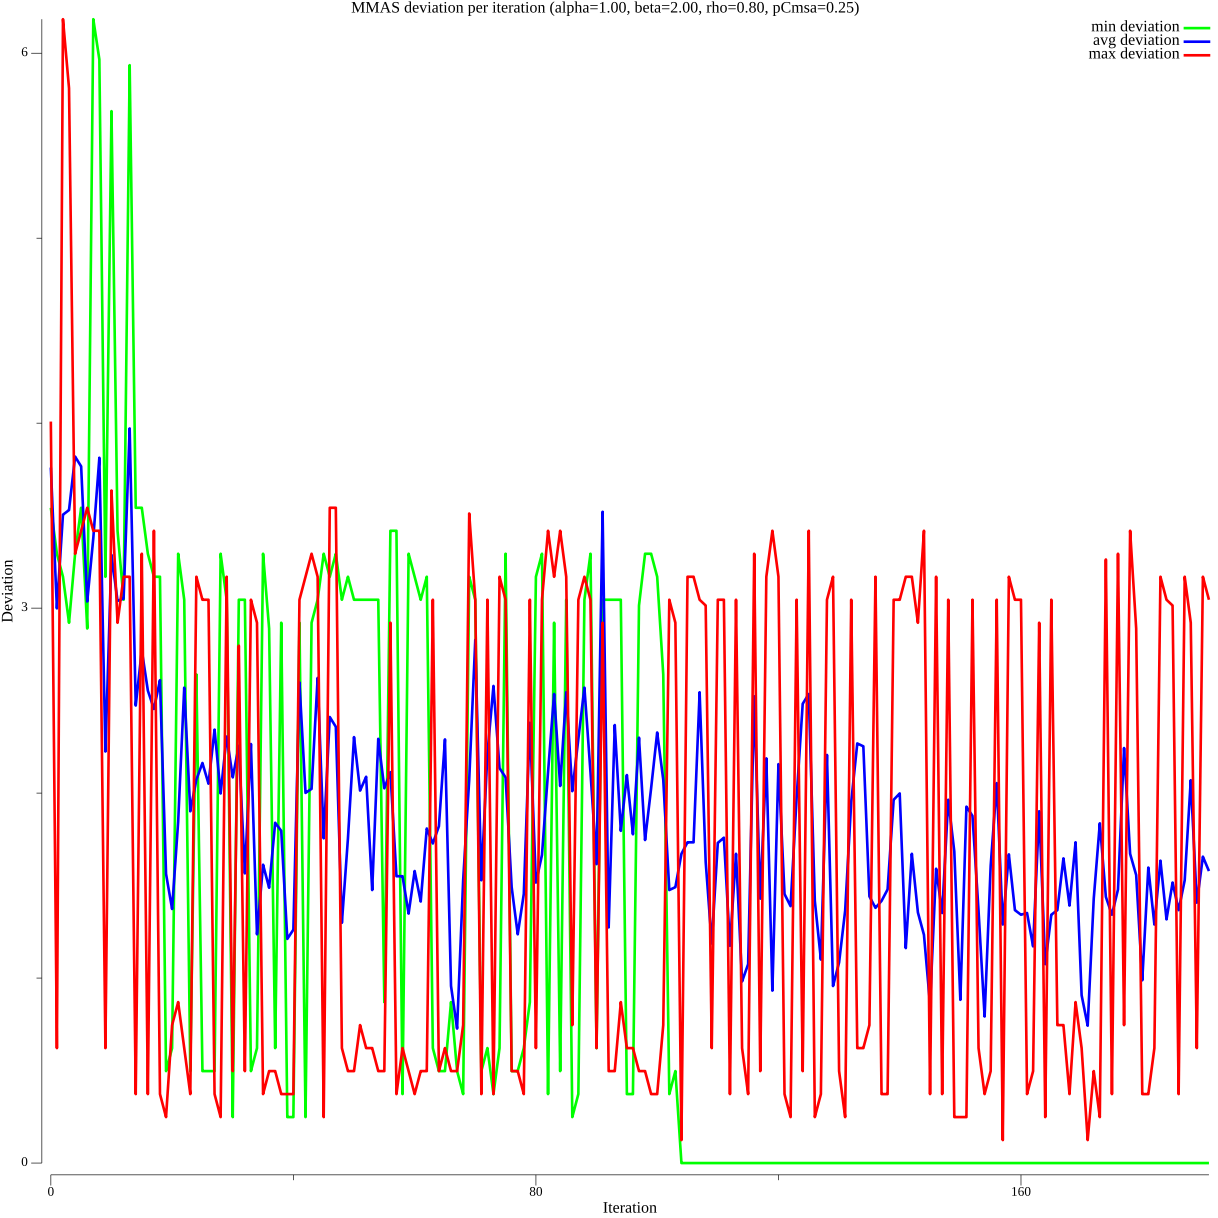 MMAS deviation per iteration (alpha=1.00, beta=2.00, rho=0.80, pCmsa=0.25)
min deviation
avg deviation
max deviation
6
3
0
Deviation
0
80
160
Iteration